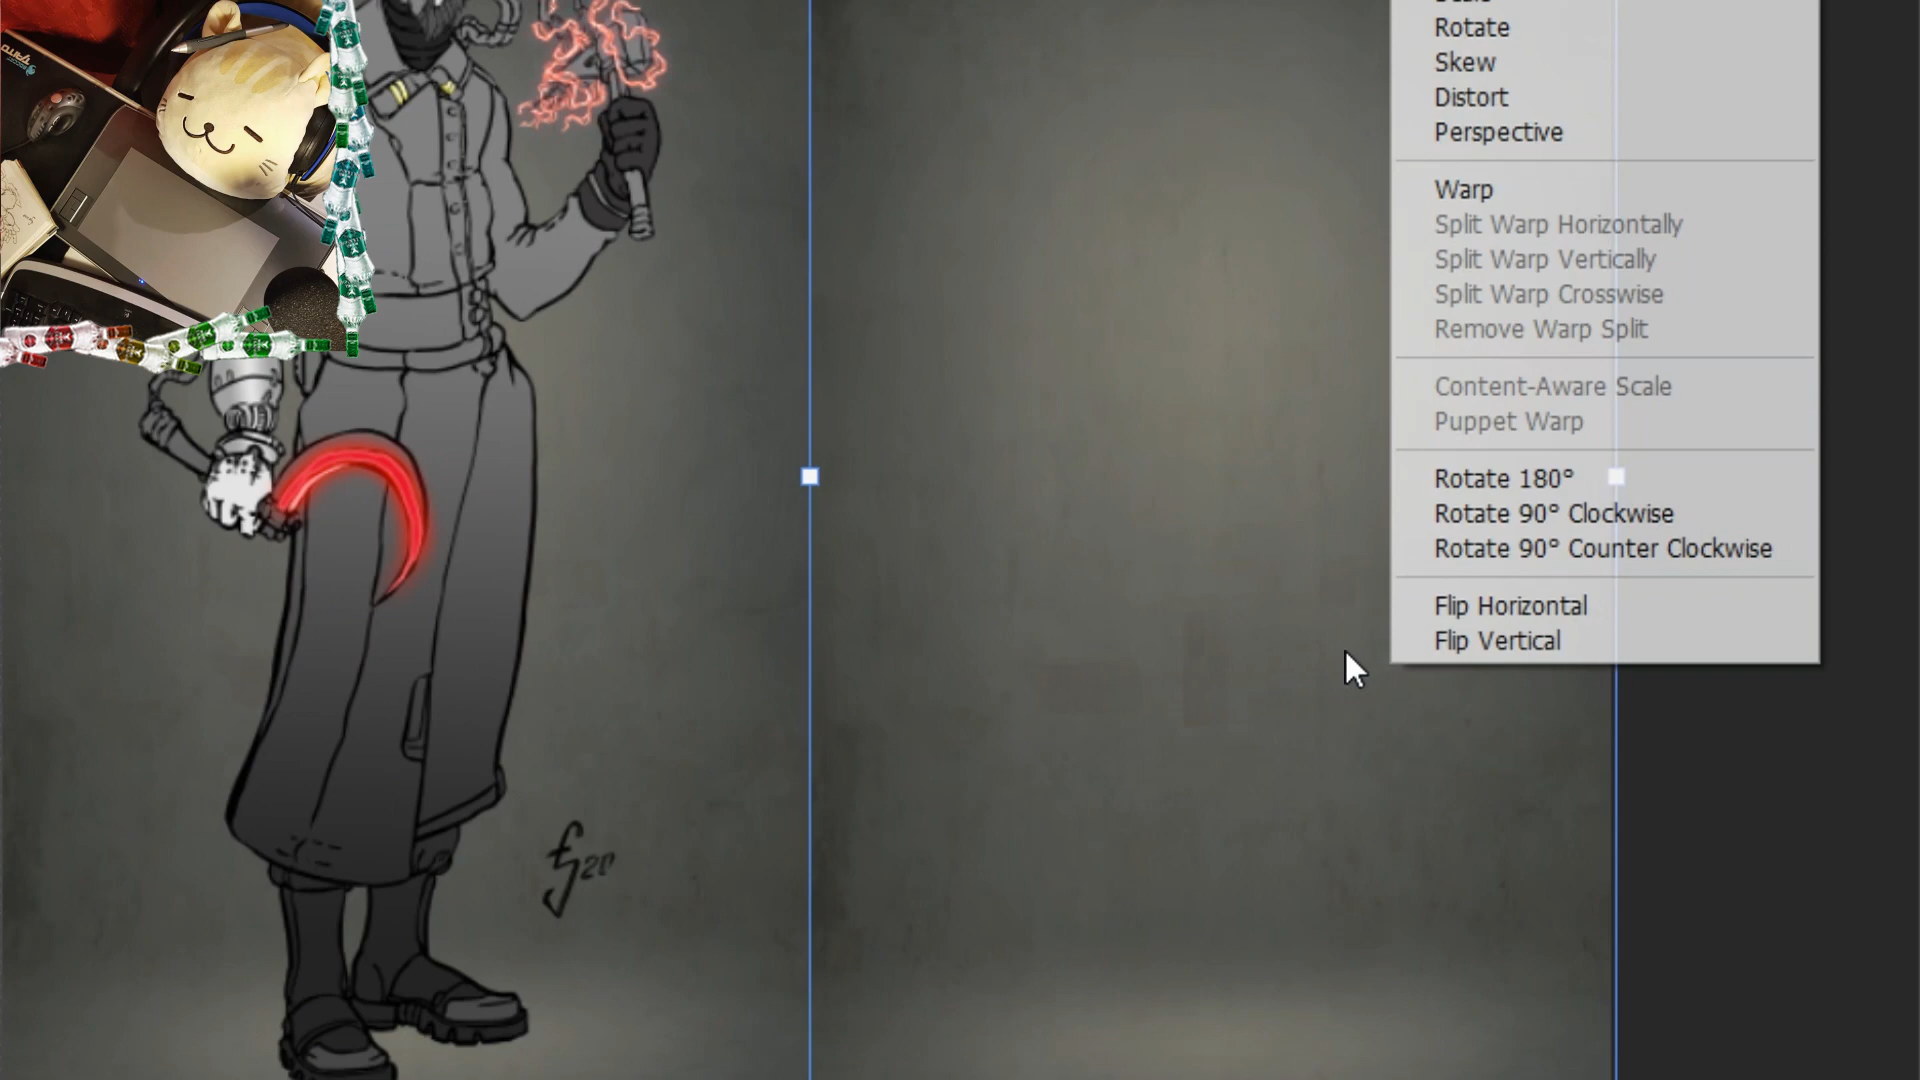 Rotate
Skew
Distort
Perspective
Warp
Split Warp Horizontally
Split Warp Vertically
Split Warp Crosswise
Remove Warp Split
Content-Aware Scale
Puppet Warp
Rotate 180°
Rotate 90° Clockwise
Rotate 90° Counter Clockwise
Flip Horizontal
Flip Vertical
20